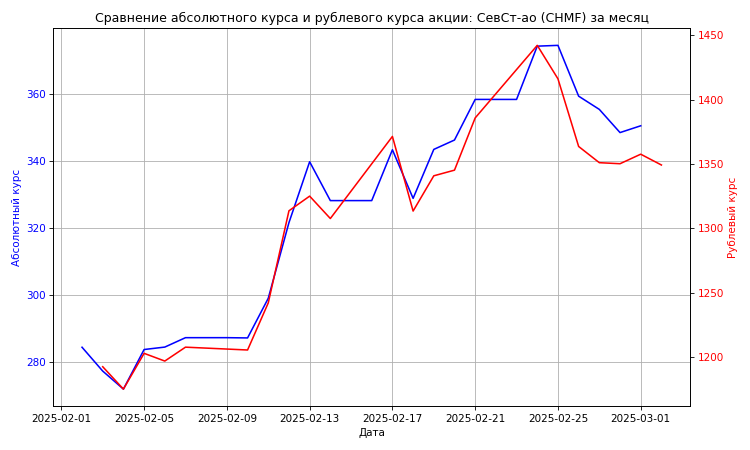 Сравнение абсолютного курса и рублевого курса акции: СевСт-ао (CHMF) за месяц
Абсолютный курс
360
340
320
300
280
1450
1400
1350
1300
1250
1200
Рублевый курс
2025-02-01 2025-02-05 2025-02-09 2025-02-13 2025-02-17 2025-02-21 2025-02-25 2025-03-01
Дата